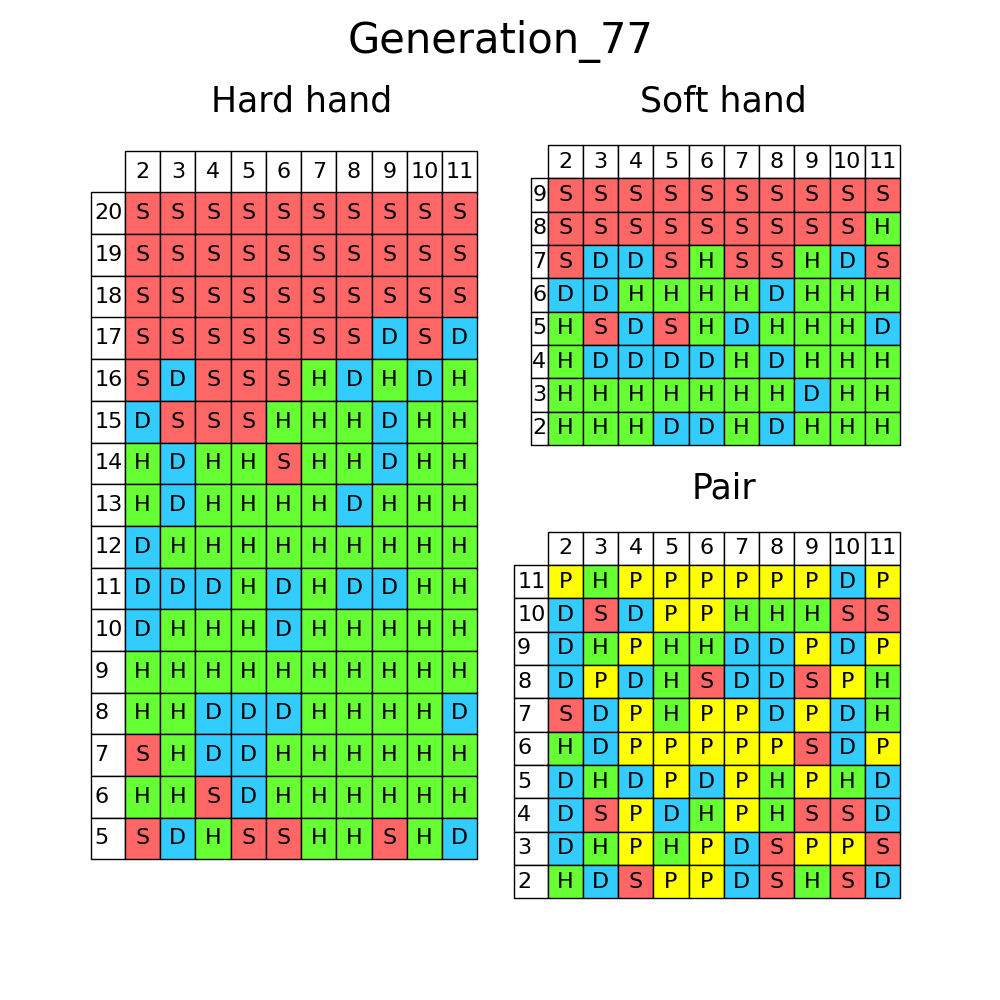 Generation_77
Hard hand
2 3 4 5 6 7 8 9 10 11
20 S S S S S S S S S S
19 S S S S S S S S S S
18 S S S S S S S S S S
17 S S S S S S S D S D
16 S D S S S H D H D H
15 D S S S H H H D H H
14 H D H H S H H D H H
13 H D H H H H D H H H
12 D H H H H H H H H H
11 D D D H D H D D H H
10 D H H H D H H H H H
9 H H H H H H H H H H
8 H H D D D H H H H D
7 S H D D H H H H H H
6 H H S D H H H H H H
5 S D H S S H H S H D
Soft hand
2 3 4 5 6 7 8 9 10 11
9 S S S S S S S S S S
8 S S S S S S S S S H
7 S D D S H S S H D S
6 D D H H H H D H H H
5 H S D S H D H H H D
4 H D D D D H D H H H
3 H H H H H H H D H H
2 H H H D D H D H H H
Pair
2 3 4 5 6 7 8 9 10 11
11 P H P P P P P P D P
10 D S D P P H H H S S
9 D H P H H D D P D P
8 D P D H S D D S P H
7 S D P H P P D P D H
6 H D P P P P P S D P
5 D H D P D P H P H D
4 D S P D H P H S S D
3 D H P H P D S P P S
2 H D S P P D S H S D